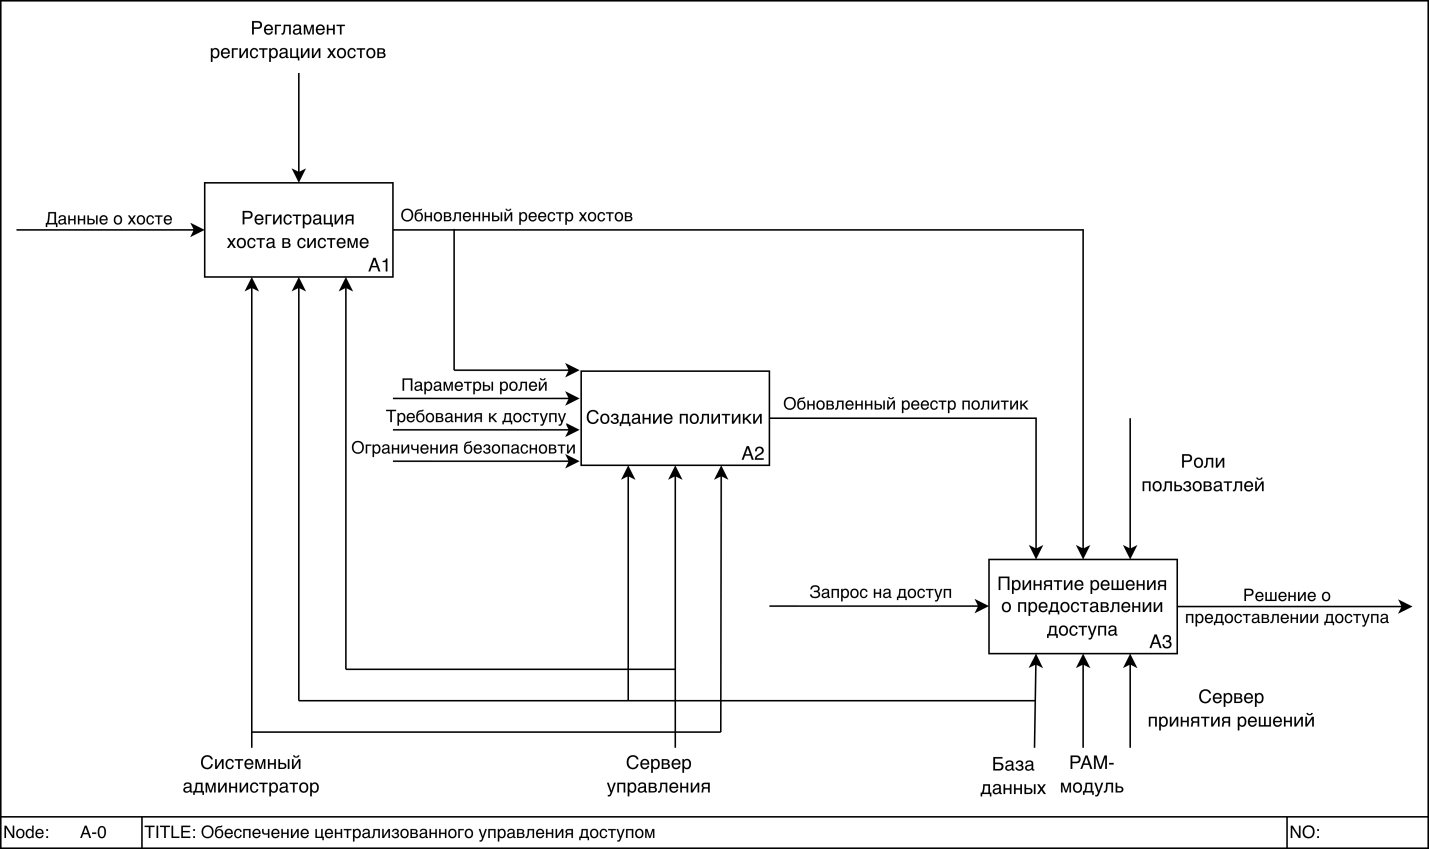 Регламент
регистрации хостов
Данные о хосте
Регистрация
хоста в системе
A1
Обновленный реестр хостов
Параметры ролей
Требования к доступу
Ограничения безопасновти
Создание политики
A2
Обновленный реестр политик
Роли
пользоватлей
Запрос на доступ
Принятие решения
о предоставлении
доступа
A3
Решение о
предоставлении доступа
Сервер
принятия решений
Системный
администратор
Сервер
управления
База
данных
PAM-
модуль
Node: A-0
TITLE: Обеспечение централизованного управления доступом
NO: